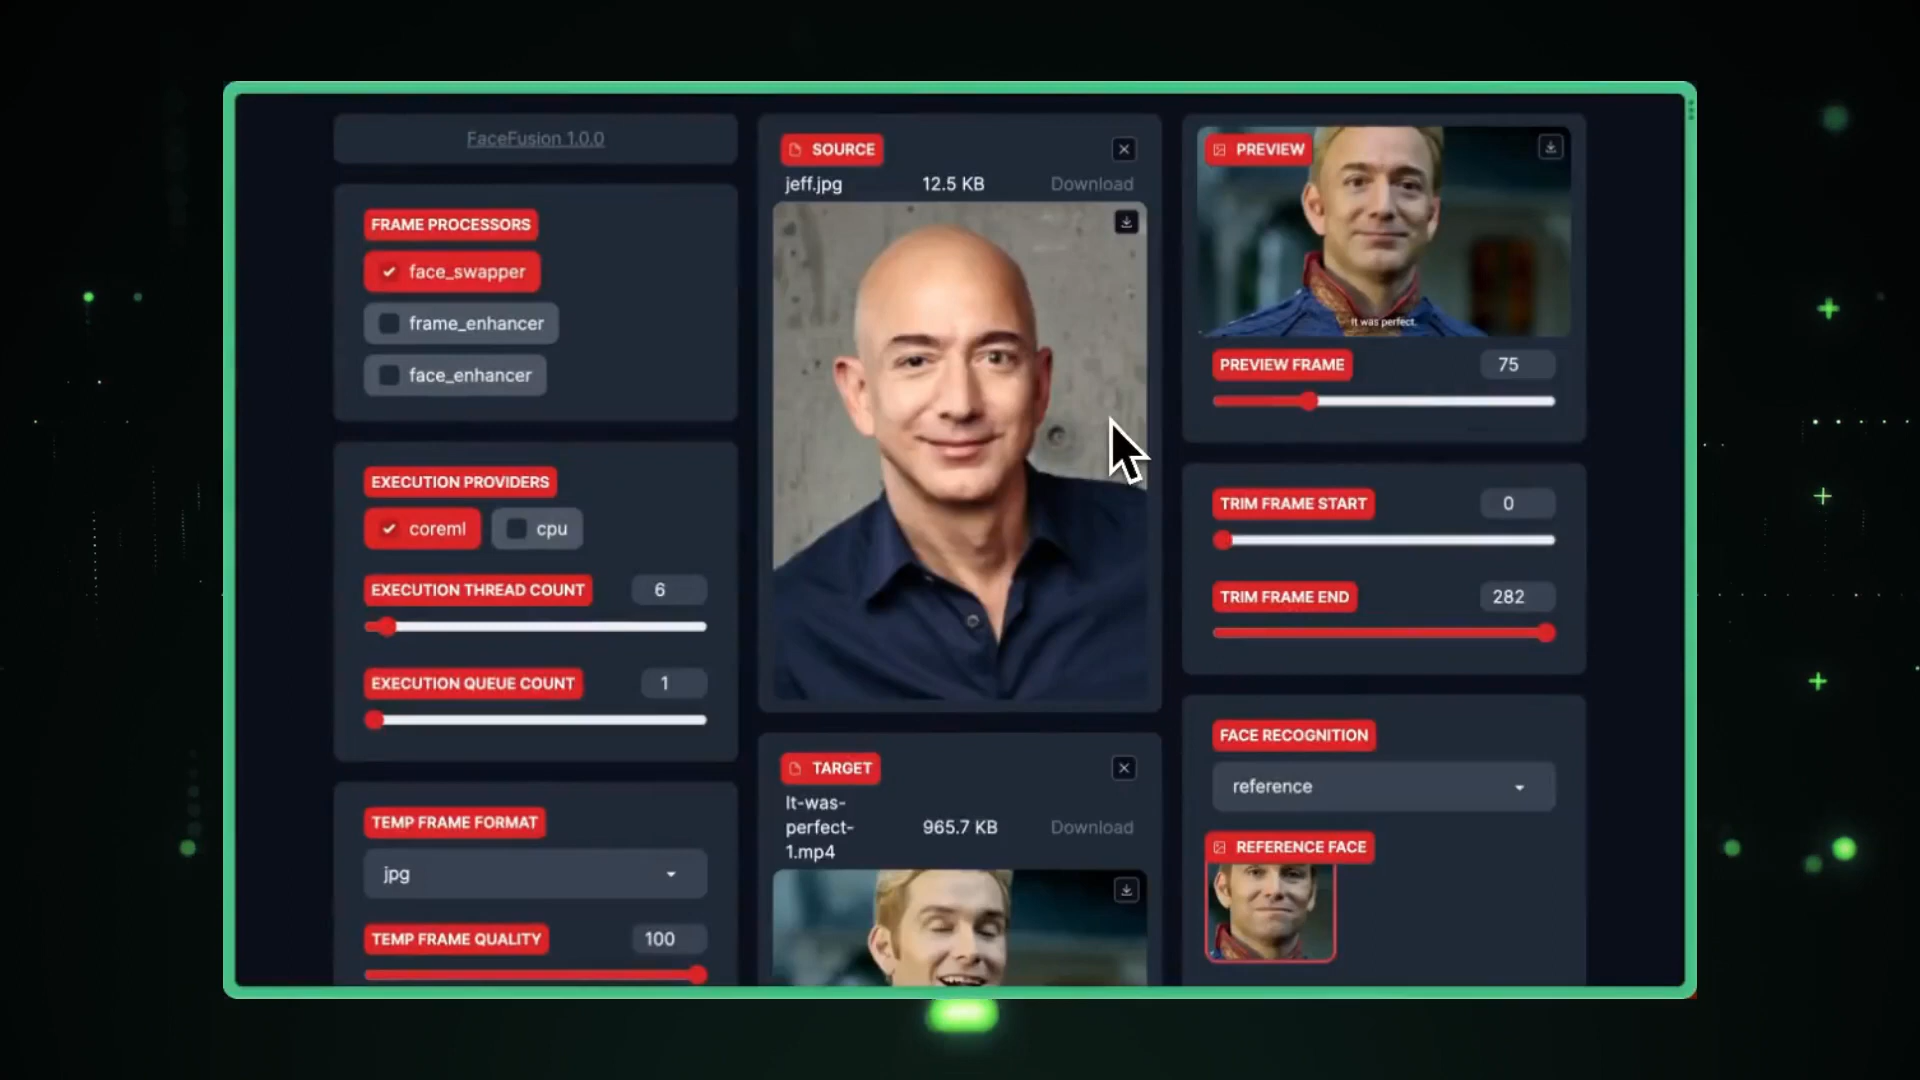 FaceFusion 1.0.0
FRAME PROCESSORS
face_swapper
frame_enhancer
face_enhancer
EXECUTION PROVIDERS
coreml
cpu
EXECUTION THREAD COUNT
6
EXECUTION QUEUE COUNT
1
TEMP FRAME FORMAT
jpg
TEMP FRAME QUALITY
100
SOURCE
jeff.jpg 12.5 KB Download
TARGET
It-was-
perfect-
1.mp4
965.7 KB Download
PREVIEW
It was perfect.
PREVIEW FRAME
75
TRIM FRAME START
0
TRIM FRAME END
282
FACE RECOGNITION
reference
REFERENCE FACE